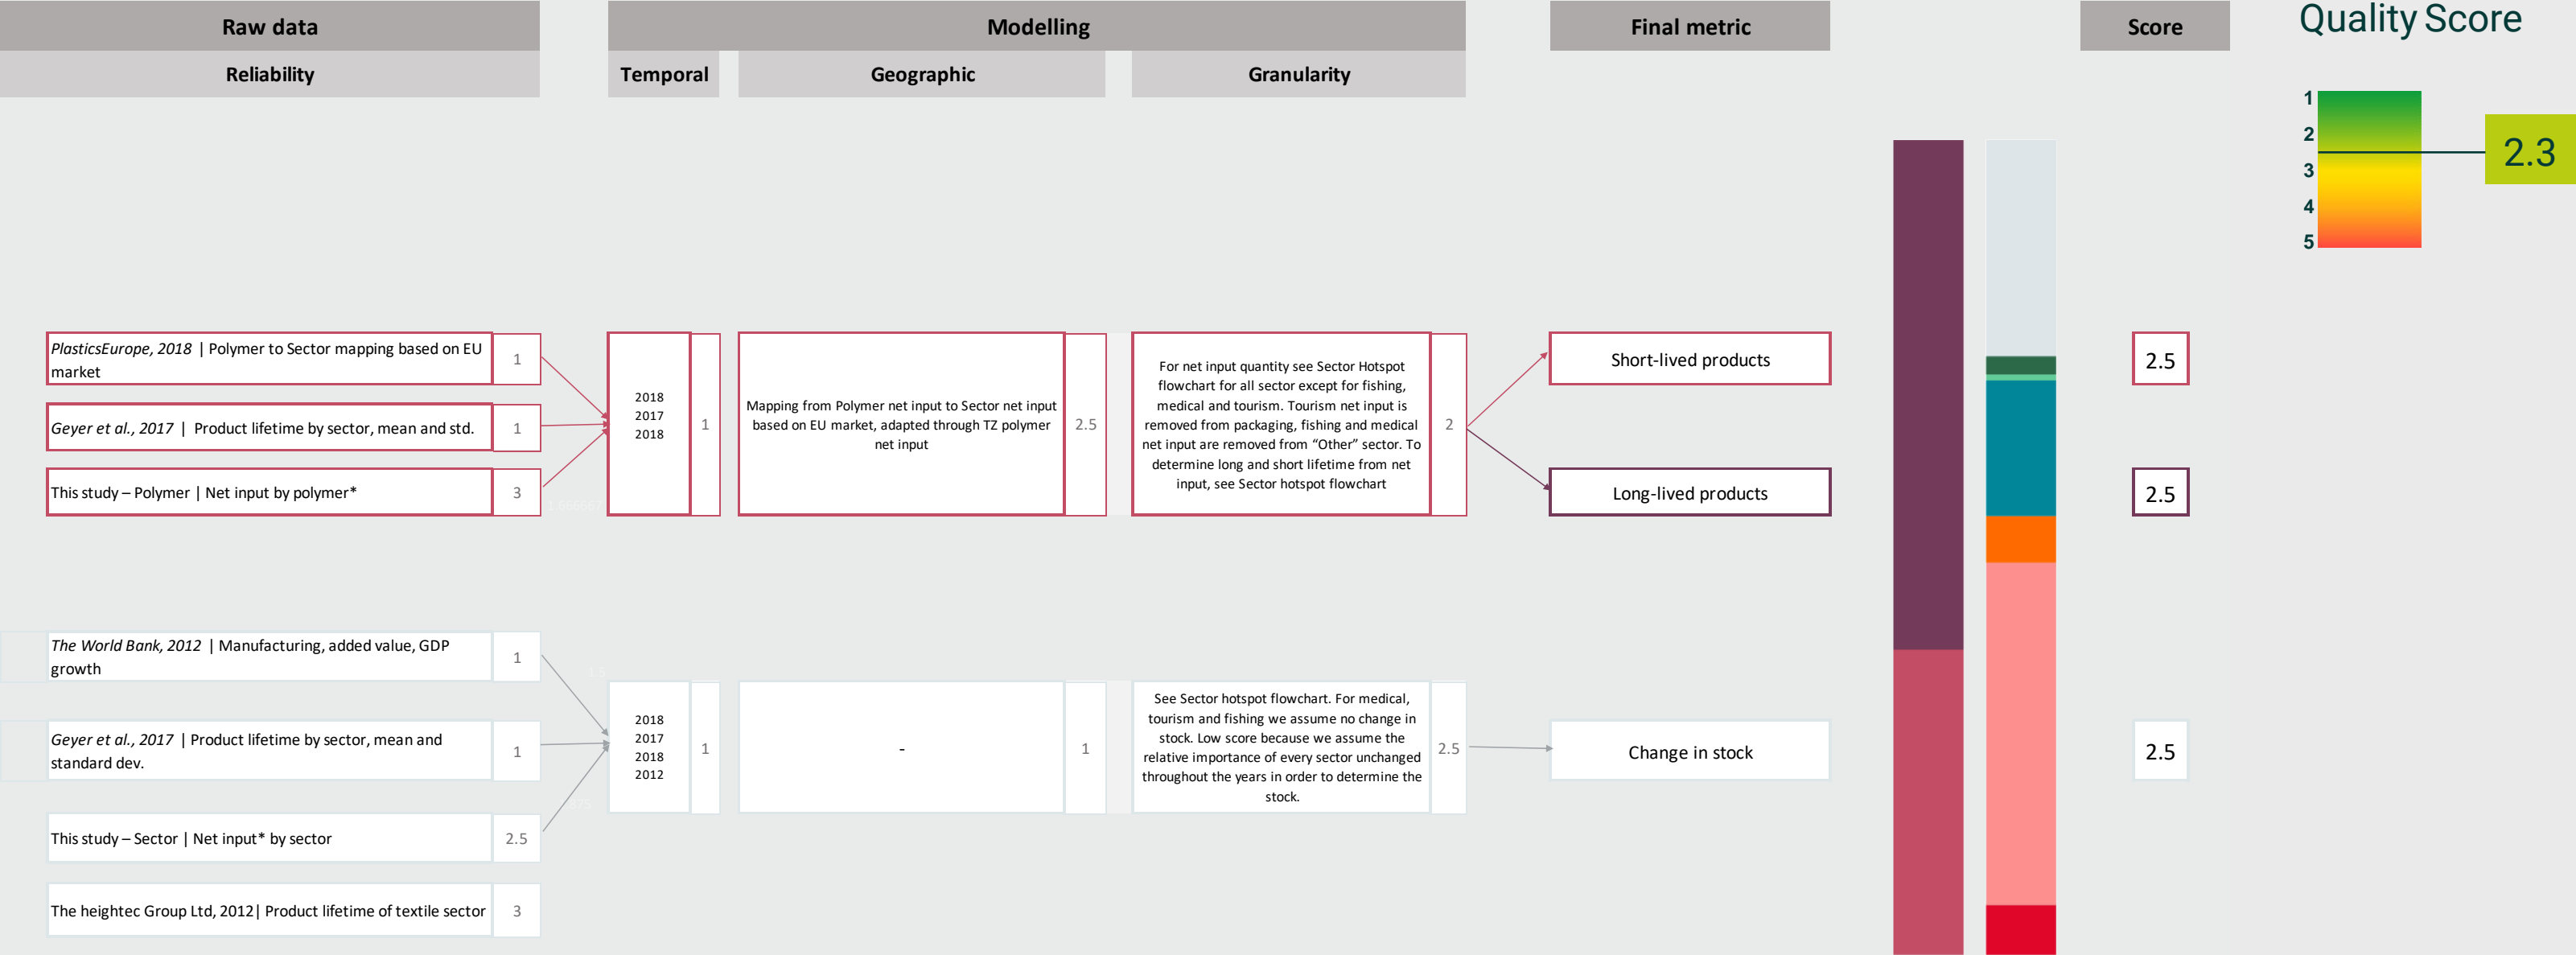 Raw data
Modelling
Final metric
Score
Quality Score
Reliability
Temporal
Geographic
Granularity
1
2
3
4
5
2.3
PlasticsEurope, 2018 | Polymer to Sector mapping based on EU
market
1
Geyer et al., 2017 | Product lifetime by sector, mean and std.
1
This study – Polymer | Net input by polymer*
3
2018
2017
2018
1
Mapping from Polymer net input to Sector net input
based on EU market, adapted through TZ polymer
net input
2.5
For net input quantity see Sector Hotspot
flowchart for all sector except for fishing,
medical and tourism. Tourism net input is
removed from packaging, fishing and medical
net input are removed from “Other” sector. To
determine long and short lifetime from net
input, see Sector hotspot flowchart
2
Short-lived products
2.5
Long-lived products
2.5
The World Bank, 2012 | Manufacturing, added value, GDP
growth
1
Geyer et al., 2017 | Product lifetime by sector, mean and
standard dev.
1
This study – Sector | Net input* by sector
2.5
The heightec Group Ltd, 2012| Product lifetime of textile sector
3
2018
2017
2018
2012
1
-
1
See Sector hotspot flowchart. For medical,
tourism and fishing we assume no change in
stock. Low score because we assume the
relative importance of every sector unchanged
throughout the years in order to determine the
stock.
2.5
Change in stock
2.5